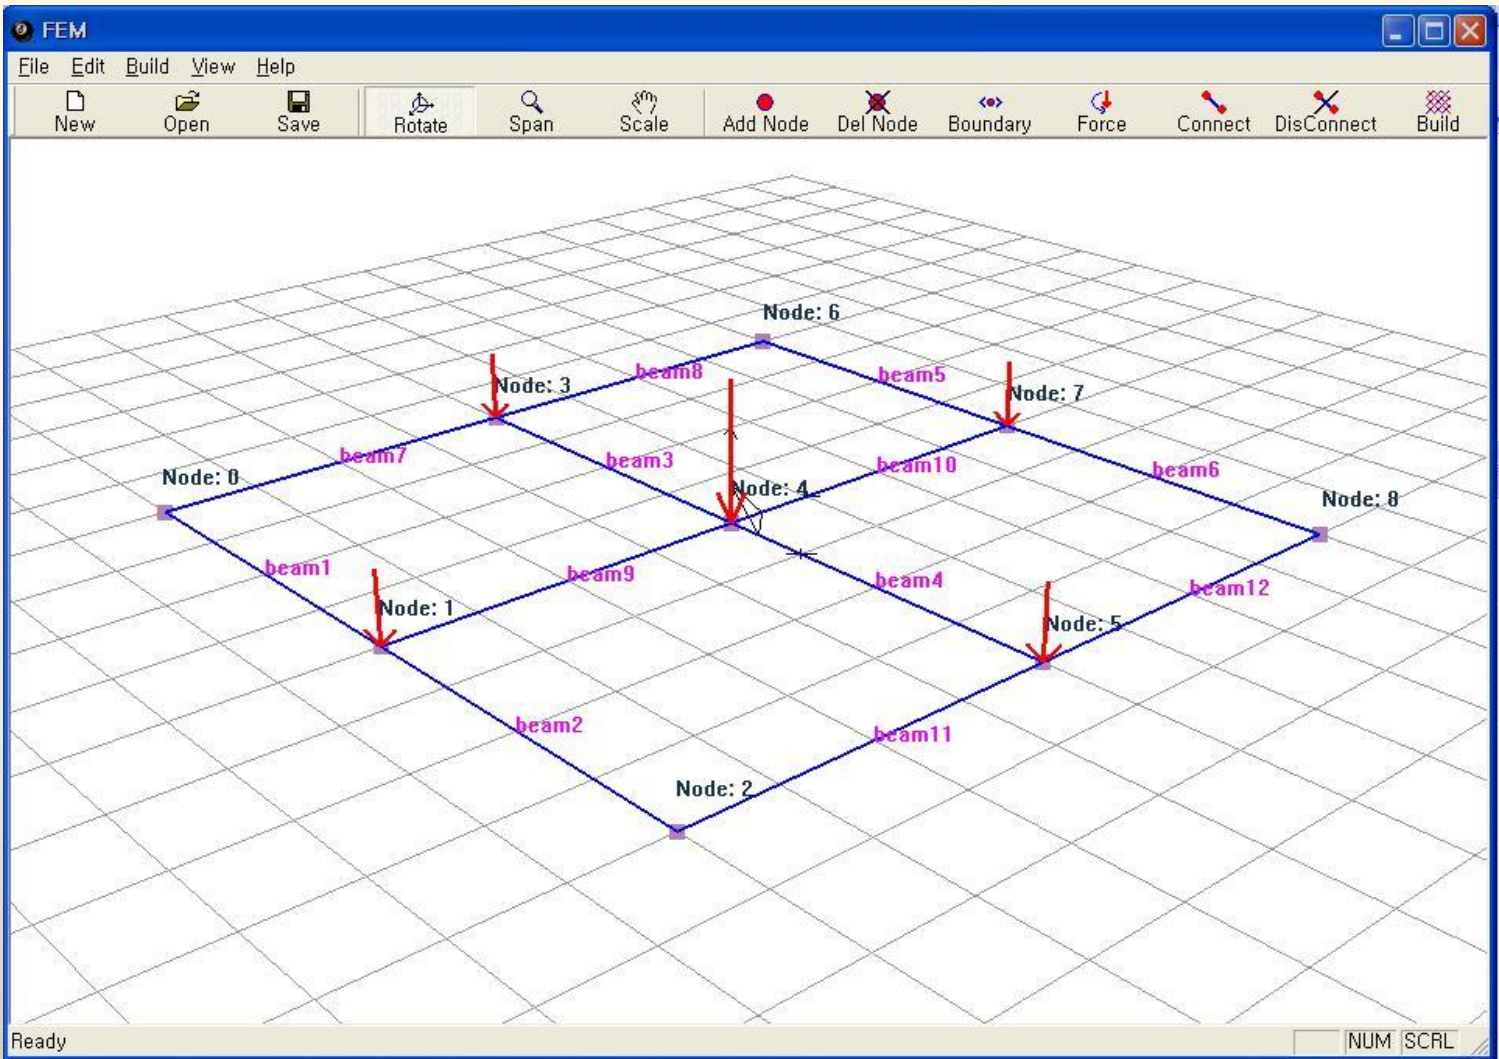 FEM
File Edit Build View Help
New Open Save Rotate Span Scale Add Node Del Node Boundary Force Connect DisConnect Build
Node: 6
beam8
beam5
Node: 3
Node: 7
beam7
beam3
beam10
beam6
Node: 0
Node: 4
Node: 8
beam1
beam9
beam4
beam12
Node: 1
Node: 5
beam2
beam11
Node: 2
Ready NUM SCRL